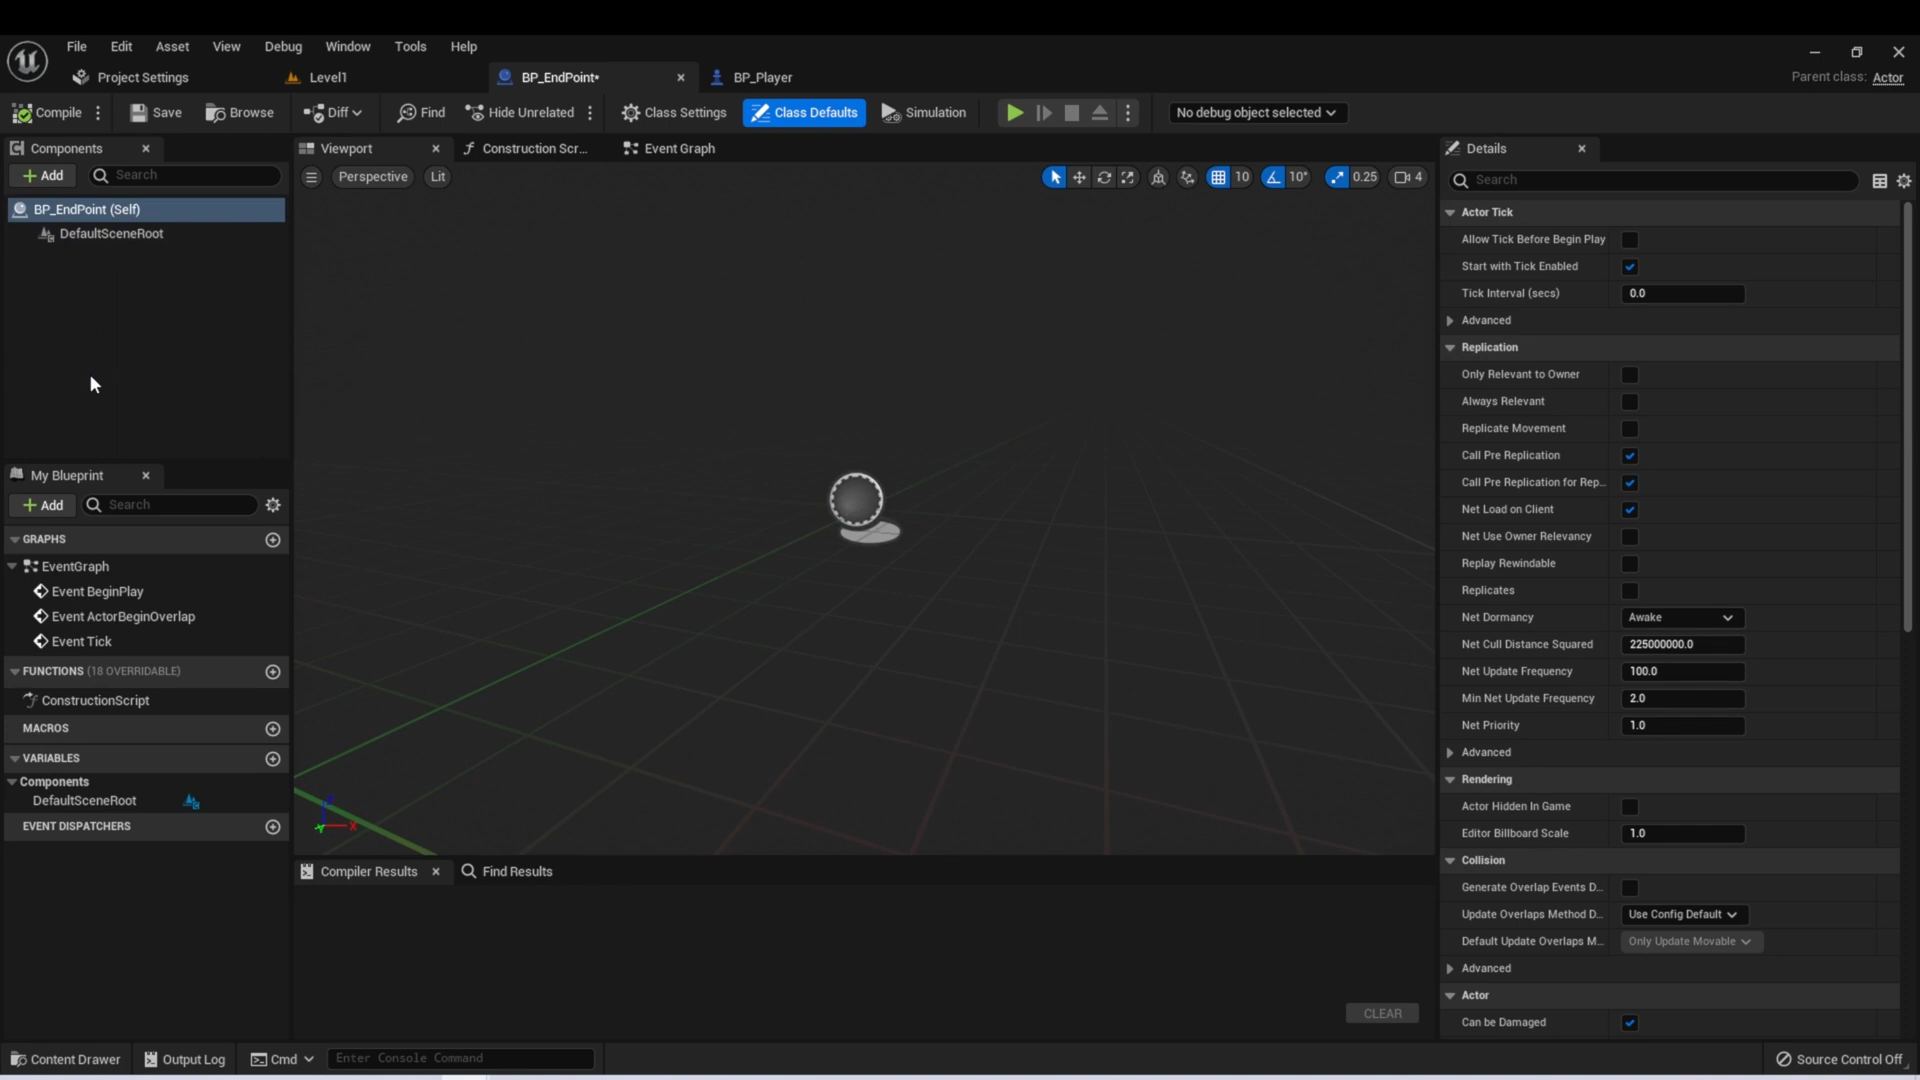 File Edit Asset View Debug Window Tools Help
Project Settings Level1 BP_EndPoint* BP_Player Parent class: Actor
Compile Save Browse Diff Find Hide Unrelated Class Settings Class Defaults Simulation No debug object selected
Components Viewport Construction Scr... Event Graph Details
Add Search Perspective Lit 10 10° 0.25 4 Search
BP_EndPoint (Self)
DefaultSceneRoot
My Blueprint
Add Search
GRAPHS
EventGraph
Event BeginPlay
Event ActorBeginOverlap
Event Tick
FUNCTIONS (18 OVERRIDABLE)
ConstructionScript
MACROS
VARIABLES
Components
DefaultSceneRoot
EVENT DISPATCHERS
X
Compiler Results Find Results
CLEAR
Actor Tick
Allow Tick Before Begin Play
Start with Tick Enabled
Tick Interval (secs) 0.0
Advanced
Replication
Only Relevant to Owner
Always Relevant
Replicate Movement
Call Pre Replication
Call Pre Replication for Rep...
Net Load on Client
Net Use Owner Relevancy
Replay Rewindable
Replicates
Net Dormancy Awake
Net Cull Distance Squared 225000000.0
Net Update Frequency 100.0
Min Net Update Frequency 2.0
Net Priority 1.0
Advanced
Rendering
Actor Hidden In Game
Editor Billboard Scale 1.0
Collision
Generate Overlap Events D...
Update Overlaps Method D... Use Config Default
Default Update Overlaps M... Only Update Movable
Advanced
Actor
Can be Damaged
Content Drawer Output Log Cmd Enter Console Command Source Control Off